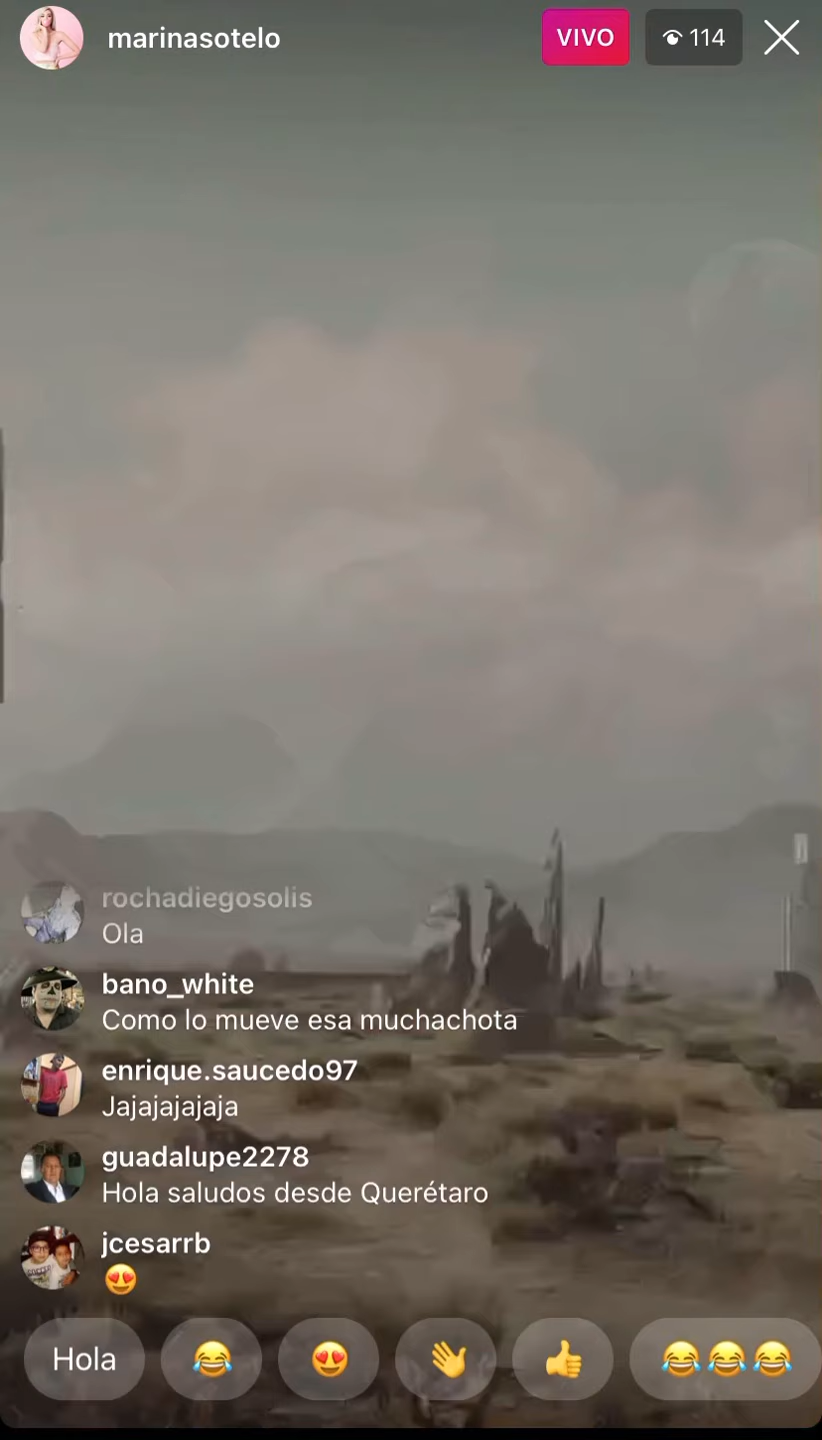 marinasotelo
VIVO
114
rochadiegosolis
Ola
bano_white
Como lo mueve esa muchachota
enrique.saucedo97
Jajajajajaja
guadalupe2278
Hola saludos desde Querétaro
jcesarrb
😍
Hola 😂 😍 👋 👍 😂😂😂